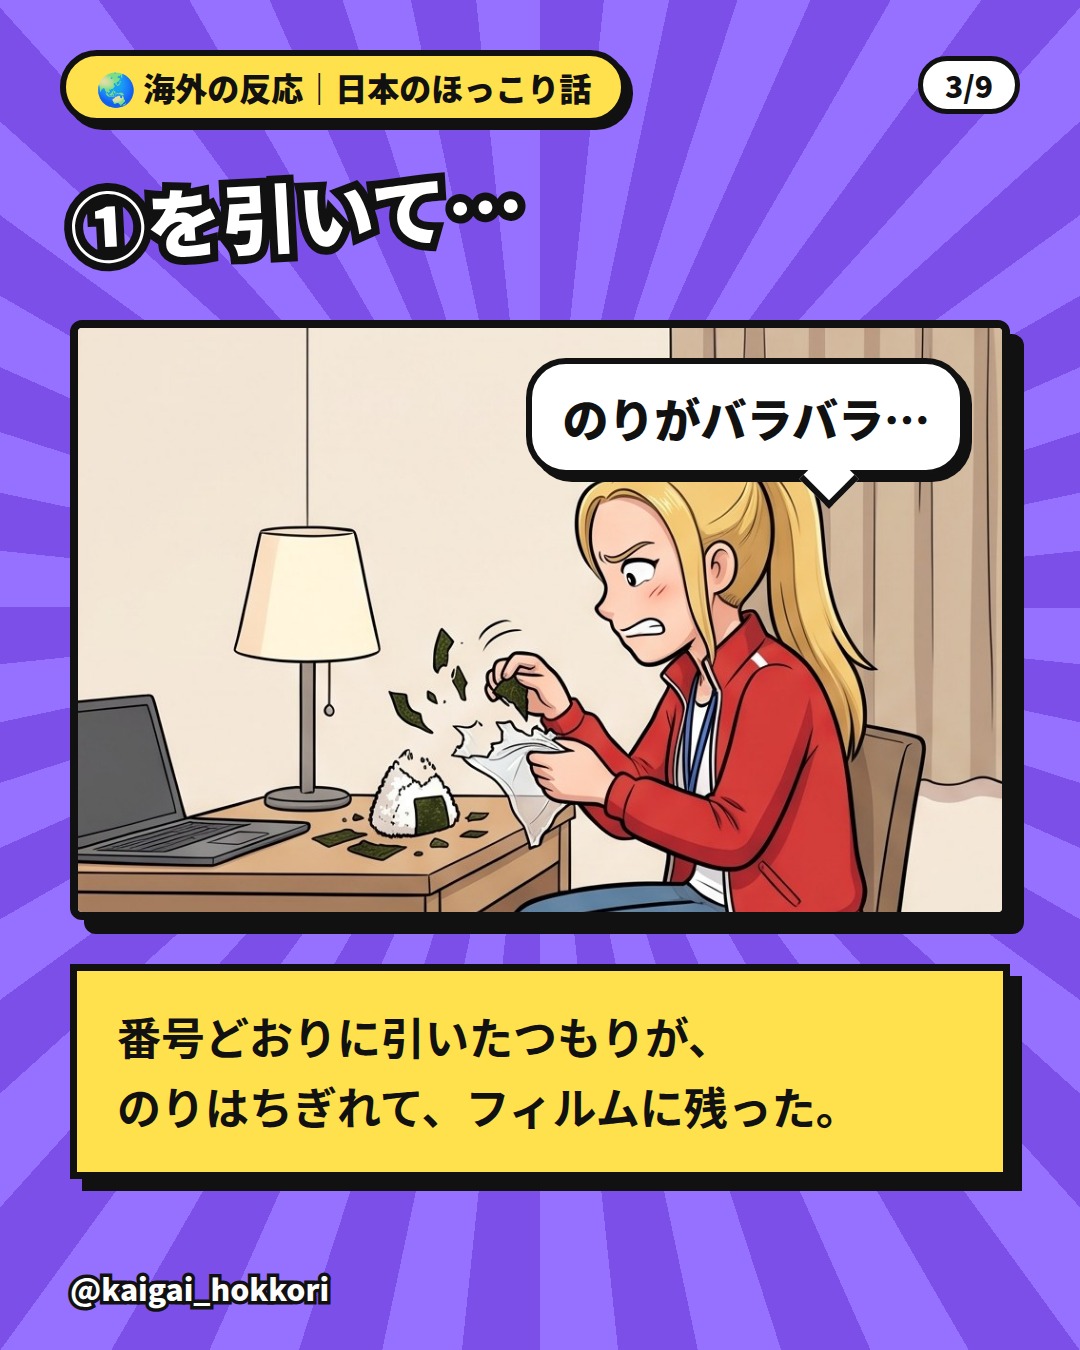 🌏 海外の反応｜日本のほっこり話
3/9
①を引いて…
のりがバラバラ…
番号どおりに引いたつもりが、
のりはちぎれて、フィルムに残った。
@kaigai_hokkori